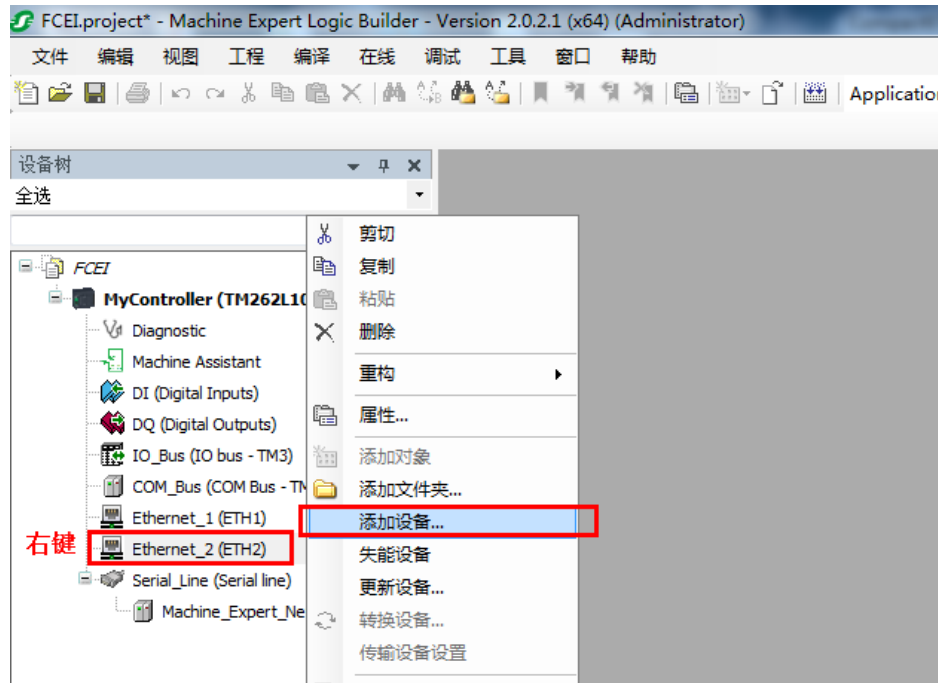 FCEI.project* - Machine Expert Logic Builder - Version 2.0.2.1 (x64) (Administrator)
文件 编辑 视图 工程 编译 在线 调试 工具 窗口 帮助
Applicatio
设备树
全选
FCEI
MyController (TM262L10
Diagnostic
Machine Assistant
DI (Digital Inputs)
DQ (Digital Outputs)
IO_Bus (IO bus - TM3)
COM_Bus (COM Bus - TM
Ethernet_1 (ETH1)
右键 Ethernet_2 (ETH2)
Serial_Line (Serial line)
Machine_Expert_Ne
剪切
复制
粘贴
删除
重构
属性...
添加对象
添加文件夹...
添加设备...
失能设备
更新设备...
转换设备...
传输设备设置